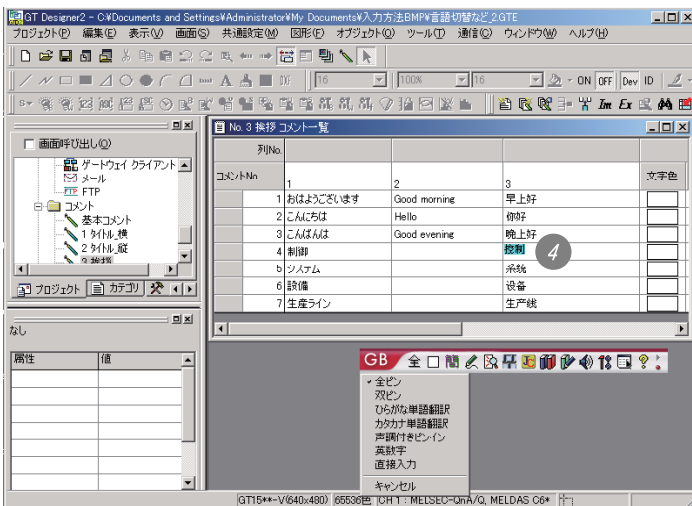 GT Designer2 - C:¥Documents and Settings¥Administrator¥My Documents¥入力方法BMP¥言語切替など_2.GTE
プロジェクト(P) 編集(E) 表示(V) 画面(S) 共通設定(M) 図形(F) オブジェクト(O) ツール(T) 通信(C) ウィンドウ(W) ヘルプ(H)
16 100% 16 ON OFF Dev ID
Im Ex
画面呼び出し(O)
ゲートウェイ クライアント
メール
FTP FTP
コメント
基本コメント
1 タイトル_横
2 タイトル_縦
3 挨拶
プロジェクト カテゴリ
なし
属性 値
No. 3 挨拶 コメント一覧
列No.
コメントNo 1 2 3 文字色
1 おはようございます Good morning 早上好
2 こんにちは Hello 你好
3 こんばんは Good evening 晚上好
4 制御 控制 4
5 システム 系统
6 設備 设备
7 生産ライン 生产线
GB 全 简
全ピン
双ピン
ひらがな単語翻訳
カタカナ単語翻訳
声調付きピンイン
英数字
直接入力
キャンセル
GT15**-V(640x480) 65536色 CH 1 : MELSEC-QnA/Q, MELDAS C6*